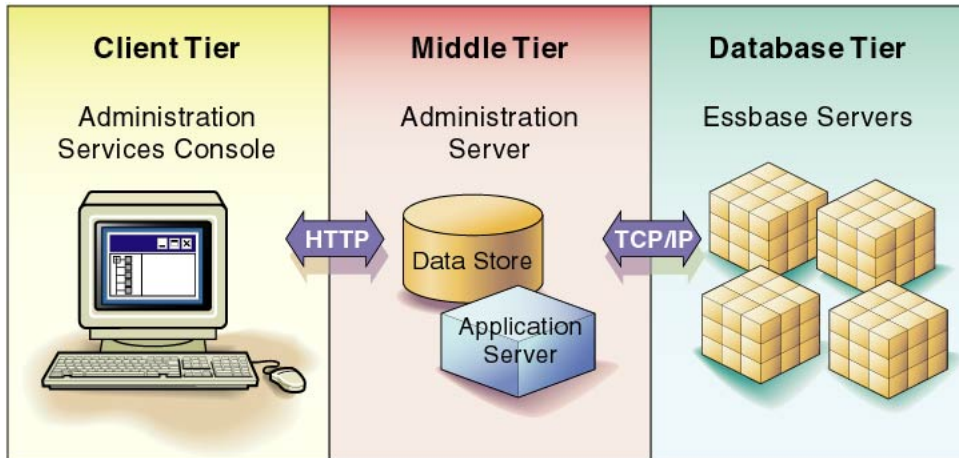 Client Tier
Administration
Services Console
HTTP
Middle Tier
Administration
Server
Data Store
Application
Server
TCP/IP
Database Tier
Essbase Servers